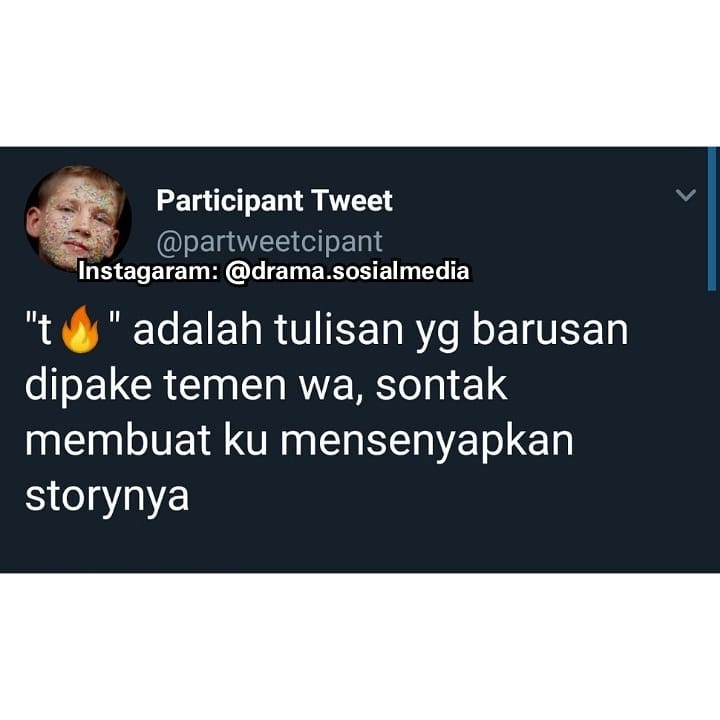 Participant Tweet
@partweetcipant
Instagaram: @drama.sosialmedia
"t🔥" adalah tulisan yg barusan
dipake temen wa, sontak
membuat ku mensenyapkan
storynya